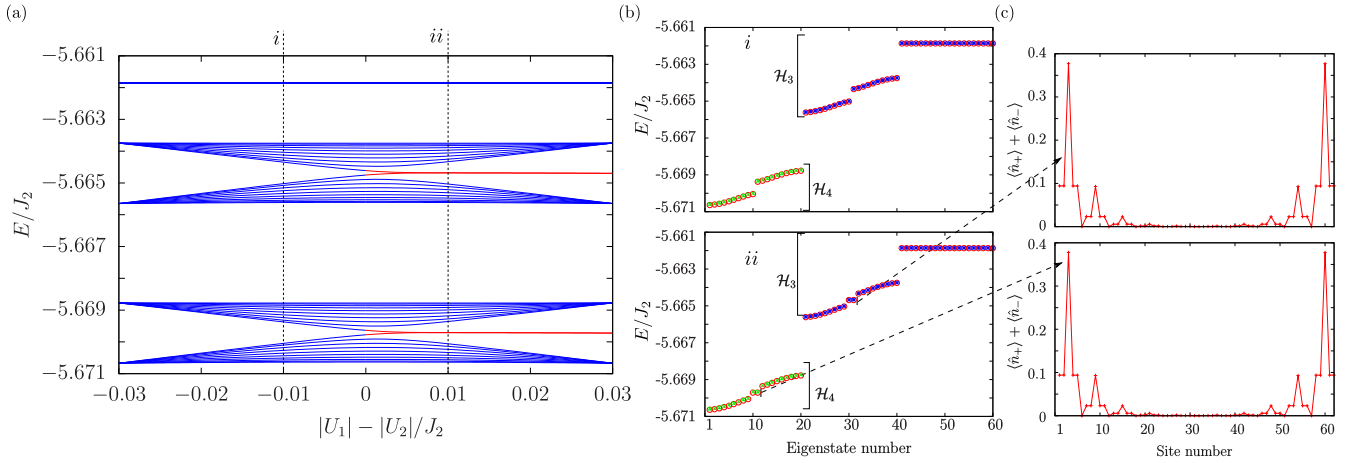 (a)
(b)
(c)
i
ii
−5.661
−5.663
−5.665
−5.667
−5.669
−5.671
E/J₂
−0.03
−0.02
−0.01
0
0.01
0.02
0.03
|U₁| − |U₂|/J₂
-5.661
-5.663
-5.665
-5.667
-5.669
-5.671
E/J₂
i
ℋ₃
ℋ₄
-5.661
-5.663
-5.665
-5.667
-5.669
-5.671
E/J₂
ii
ℋ₃
ℋ₄
1
10
20
30
40
50
60
Eigenstate number
0.4
0.3
0.2
0.1
0
⟨n̂₊⟩ + ⟨n̂₋⟩
0.4
0.3
0.2
0.1
0
⟨n̂₊⟩ + ⟨n̂₋⟩
1
10
20
30
40
50
60
Site number